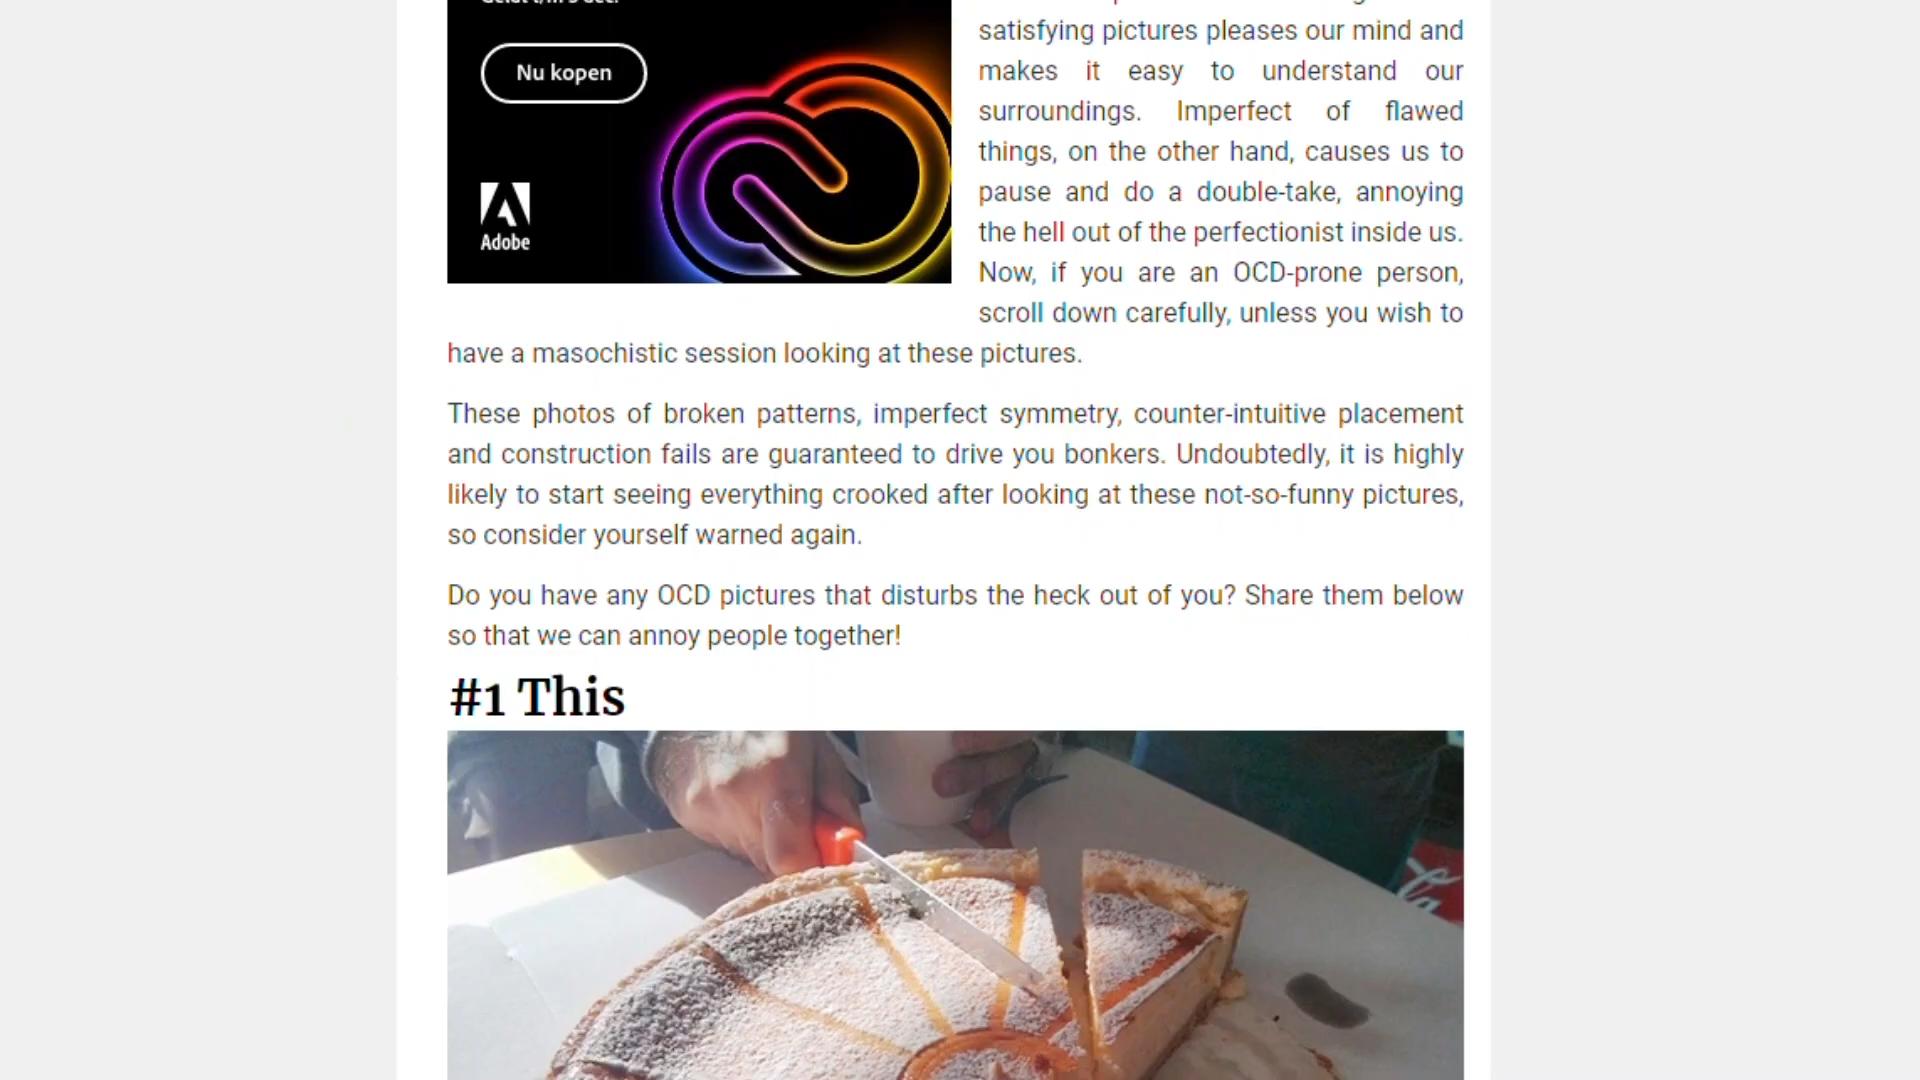 Nu kopen
Adobe
satisfying pictures pleases our mind and
makes it easy to understand our
surroundings. Imperfect of flawed
things, on the other hand, causes us to
pause and do a double-take, annoying
the hell out of the perfectionist inside us.
Now, if you are an OCD-prone person,
scroll down carefully, unless you wish to
have a masochistic session looking at these pictures.
These photos of broken patterns, imperfect symmetry, counter-intuitive placement
and construction fails are guaranteed to drive you bonkers. Undoubtedly, it is highly
likely to start seeing everything crooked after looking at these not-so-funny pictures,
so consider yourself warned again.
Do you have any OCD pictures that disturbs the heck out of you? Share them below
so that we can annoy people together!
#1 This